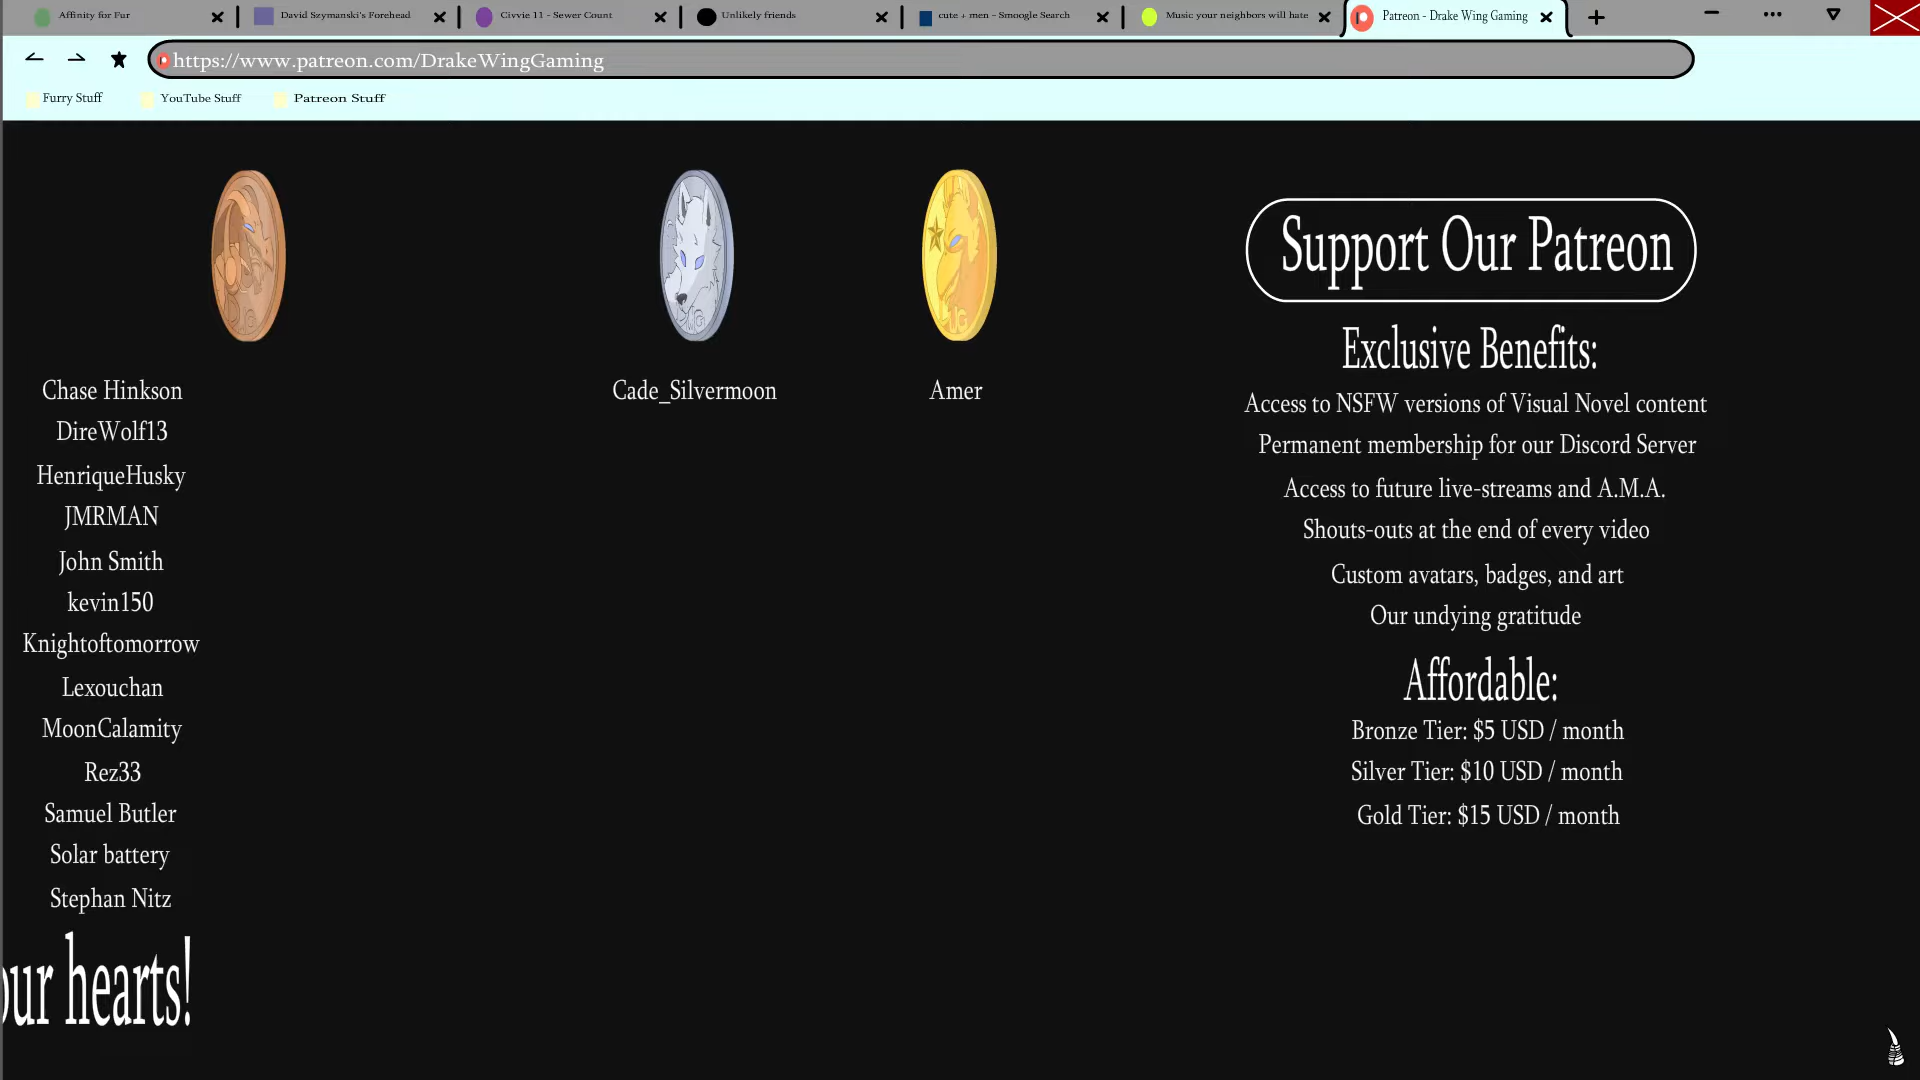 Affinity for Fur
David Szymanski's Forehead
Civvie 11 - Sewer Count
Unlikely friends
cute + men - Smoogle Search
Music your neighbors will hate
Patreon - Drake Wing Gaming
https://www.patreon.com/DrakeWingGaming
Furry Stuff
YouTube Stuff
Patreon Stuff
Chase Hinkson
DireWolf13
HenriqueHusky
JMRMAN
John Smith
kevin150
Knightoftomorrow
Lexouchan
MoonCalamity
Rez33
Samuel Butler
Solar battery
Stephan Nitz
our hearts!
Cade_Silvermoon
Amer
Support Our Patreon
Exclusive Benefits:
Access to NSFW versions of Visual Novel content
Permanent membership for our Discord Server
Access to future live-streams and A.M.A.
Shouts-outs at the end of every video
Custom avatars, badges, and art
Our undying gratitude
Affordable:
Bronze Tier: $5 USD / month
Silver Tier: $10 USD / month
Gold Tier: $15 USD / month